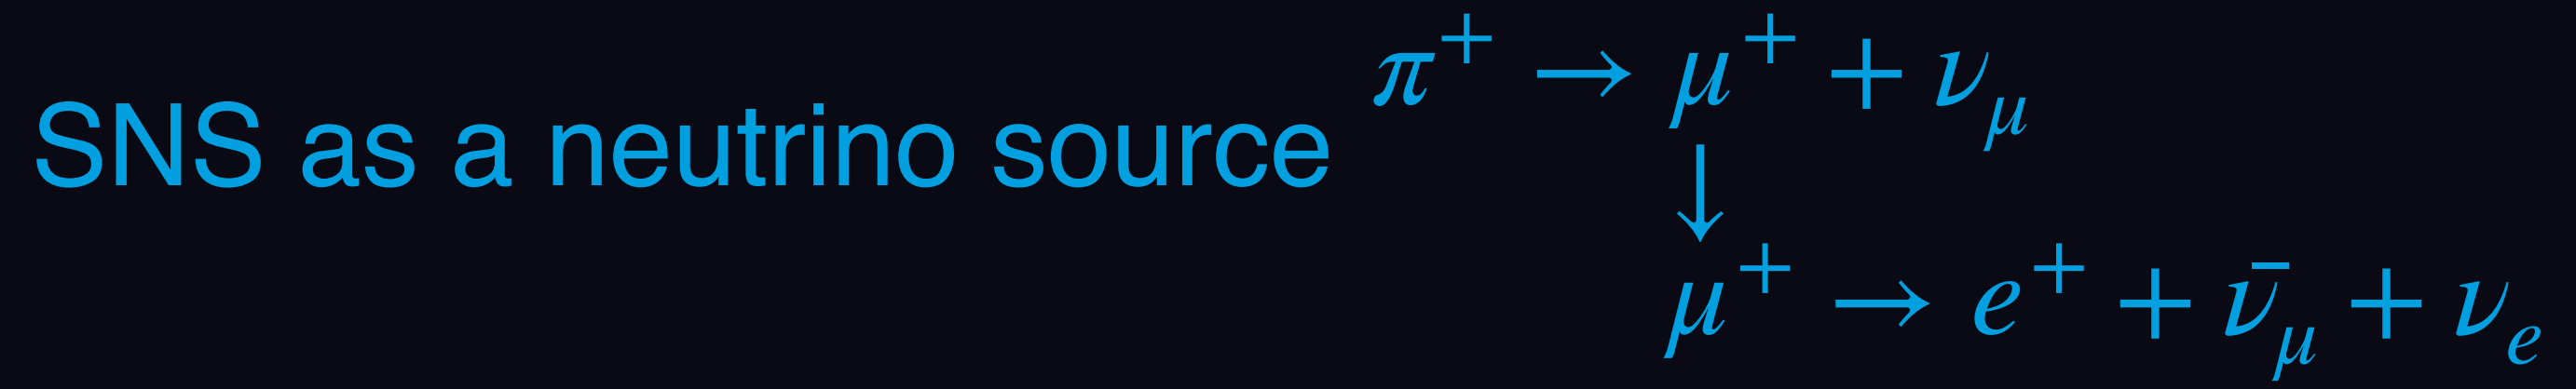 SNS as a neutrino source
π⁺ → μ⁺ + ν_μ
↓
μ⁺ → e⁺ + ν̄_μ + ν_e